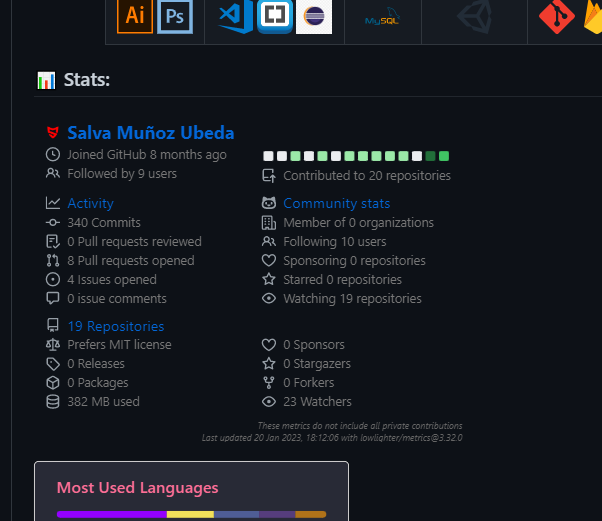 Ai
Ps
MySQL
Stats:
Salva Muñoz Ubeda
Joined GitHub 8 months ago
Followed by 9 users
Contributed to 20 repositories
Activity
340 Commits
0 Pull requests reviewed
8 Pull requests opened
4 Issues opened
0 issue comments
Community stats
Member of 0 organizations
Following 10 users
Sponsoring 0 repositories
Starred 0 repositories
Watching 19 repositories
19 Repositories
Prefers MIT license
0 Releases
0 Packages
382 MB used
0 Sponsors
0 Stargazers
0 Forkers
23 Watchers
These metrics do not include all private contributions
Last updated 20 Jan 2023, 18:12:06 with lowlighter/metrics@3.32.0
Most Used Languages